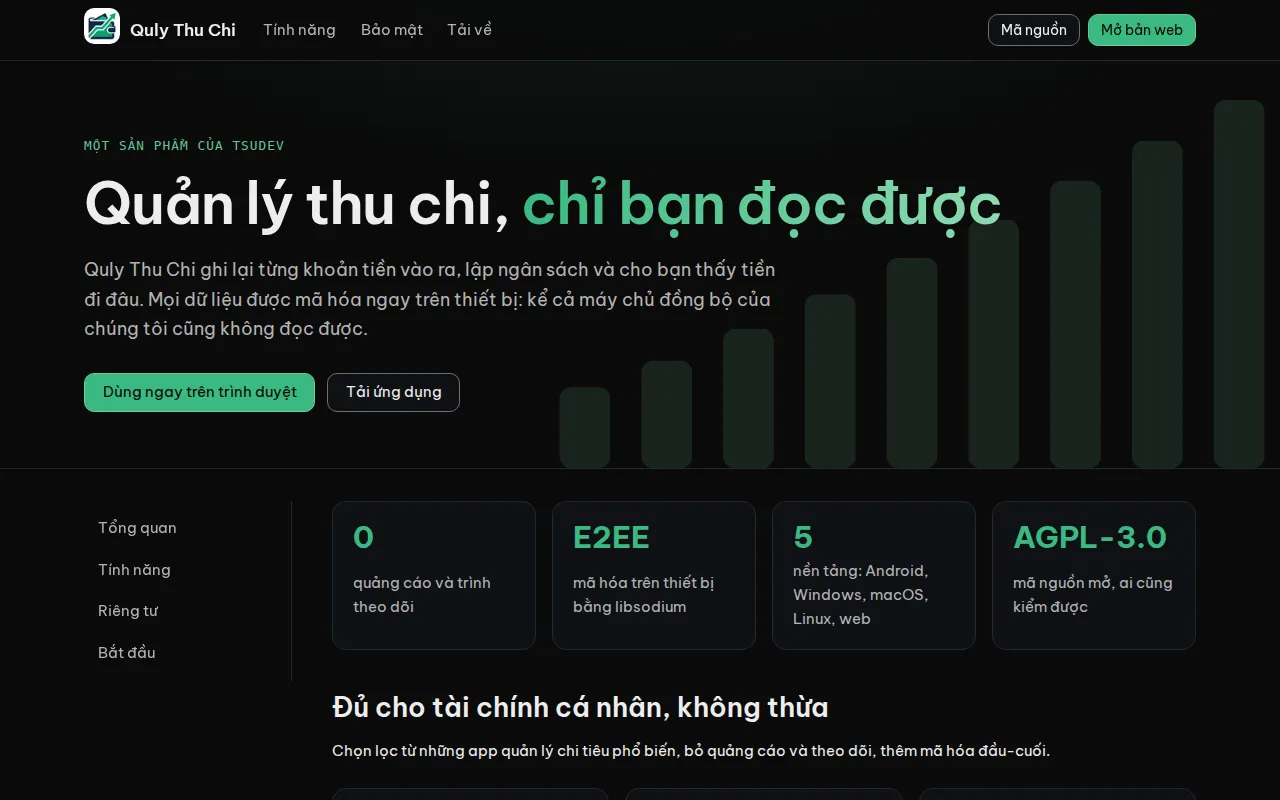 Quly Thu Chi
Tính năng
Bảo mật
Tải về
Mã nguồn
Mở bản web
MỘT SẢN PHẨM CỦA TSUDEV
Quản lý thu chi, chỉ bạn đọc được
Quly Thu Chi ghi lại từng khoản tiền vào ra, lập ngân sách và cho bạn thấy tiền
đi đâu. Mọi dữ liệu được mã hóa ngay trên thiết bị: kể cả máy chủ đồng bộ của
chúng tôi cũng không đọc được.
Dùng ngay trên trình duyệt
Tải ứng dụng
Tổng quan
Tính năng
Riêng tư
Bắt đầu
0
quảng cáo và trình
theo dõi
E2EE
mã hóa trên thiết bị
bằng libsodium
5
nền tảng: Android,
Windows, macOS,
Linux, web
AGPL-3.0
mã nguồn mở, ai cũng
kiểm được
Đủ cho tài chính cá nhân, không thừa
Chọn lọc từ những app quản lý chi tiêu phổ biến, bỏ quảng cáo và theo dõi, thêm mã hóa đầu-cuối.